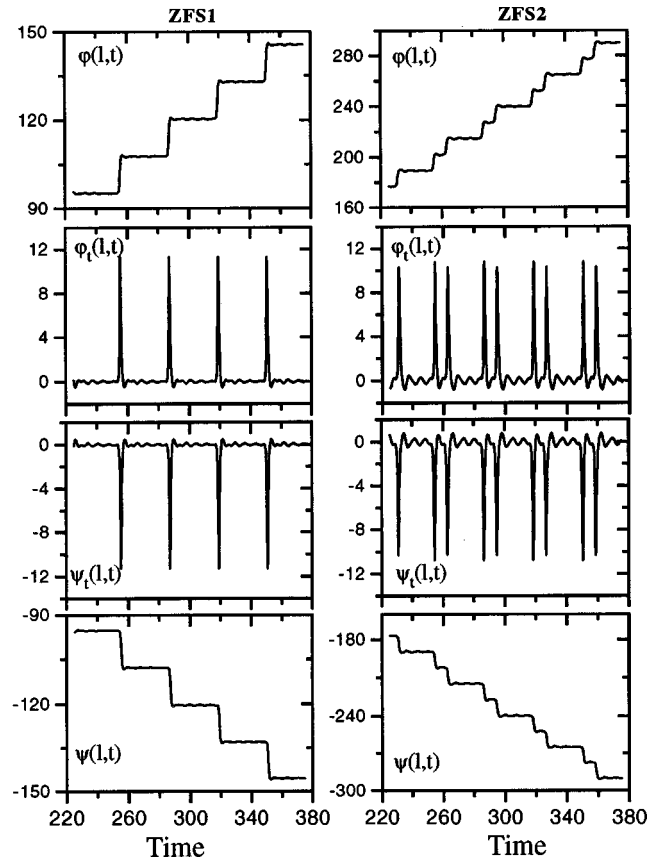 ZFS1
150
120
90
φ(l,t)
12
8
4
0
φt(l,t)
0
-4
-8
-12
ψt(l,t)
-90
-120
-150
ψ(l,t)
220 260 300 340 380
Time
ZFS2
280
240
200
160
φ(l,t)
12
8
4
0
φt(l,t)
0
-4
-8
-12
ψt(l,t)
-180
-240
-300
ψ(l,t)
220 260 300 340 380
Time